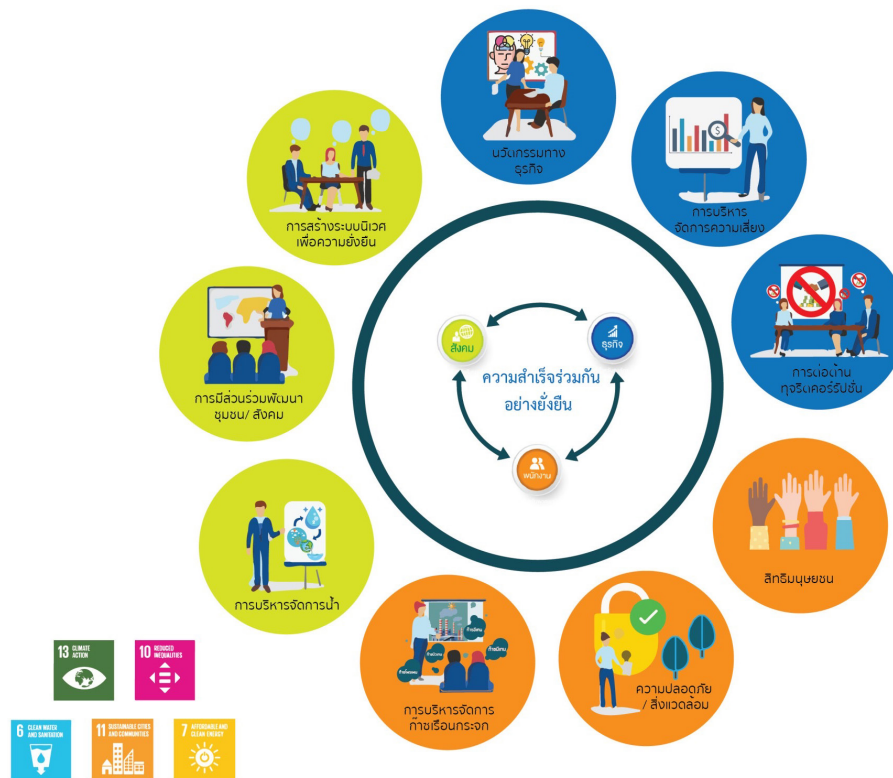 นวัตกรรมทาง
ธุรกิจ
การบริหาร
จัดการความเสี่ยง
การต่อต้าน
ทุจริตคอร์รัปชั่น
สิทธิมนุษยชน
ความปลอดภัย
/ สิ่งแวดล้อม
การบริหารจัดการ
ก๊าซเรือนกระจก
การบริหารจัดการน้ำ
การมีส่วนร่วมพัฒนา
ชุมชน/ สังคม
การสร้างระบบนิเวศ
เพื่อความยั่งยืน
สังคม
ธุรกิจ
ความสำเร็จร่วมกัน
อย่างยั่งยืน
พนักงาน
13 CLIMATE
ACTION
10 REDUCED
INEQUALITIES
6 CLEAN WATER
AND SANITATION
11 SUSTAINABLE CITIES
AND COMMUNITIES
7 AFFORDABLE AND
CLEAN ENERGY